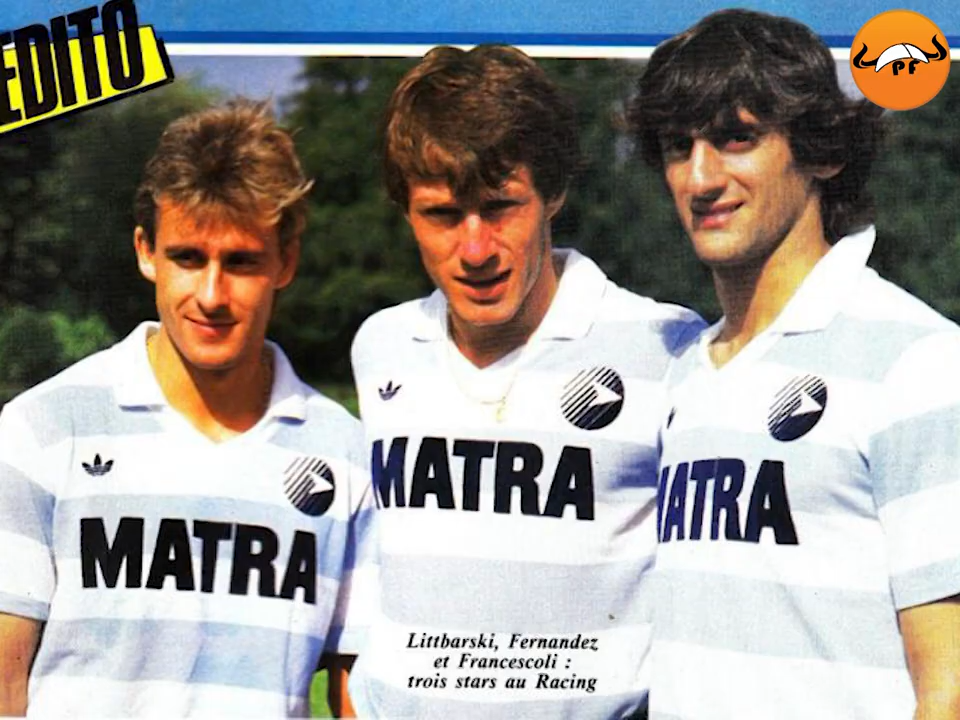 EDITO
PF
MATRA
MATRA
MATRA
Littbarski, Fernandez
et Francescoli :
trois stars au Racing